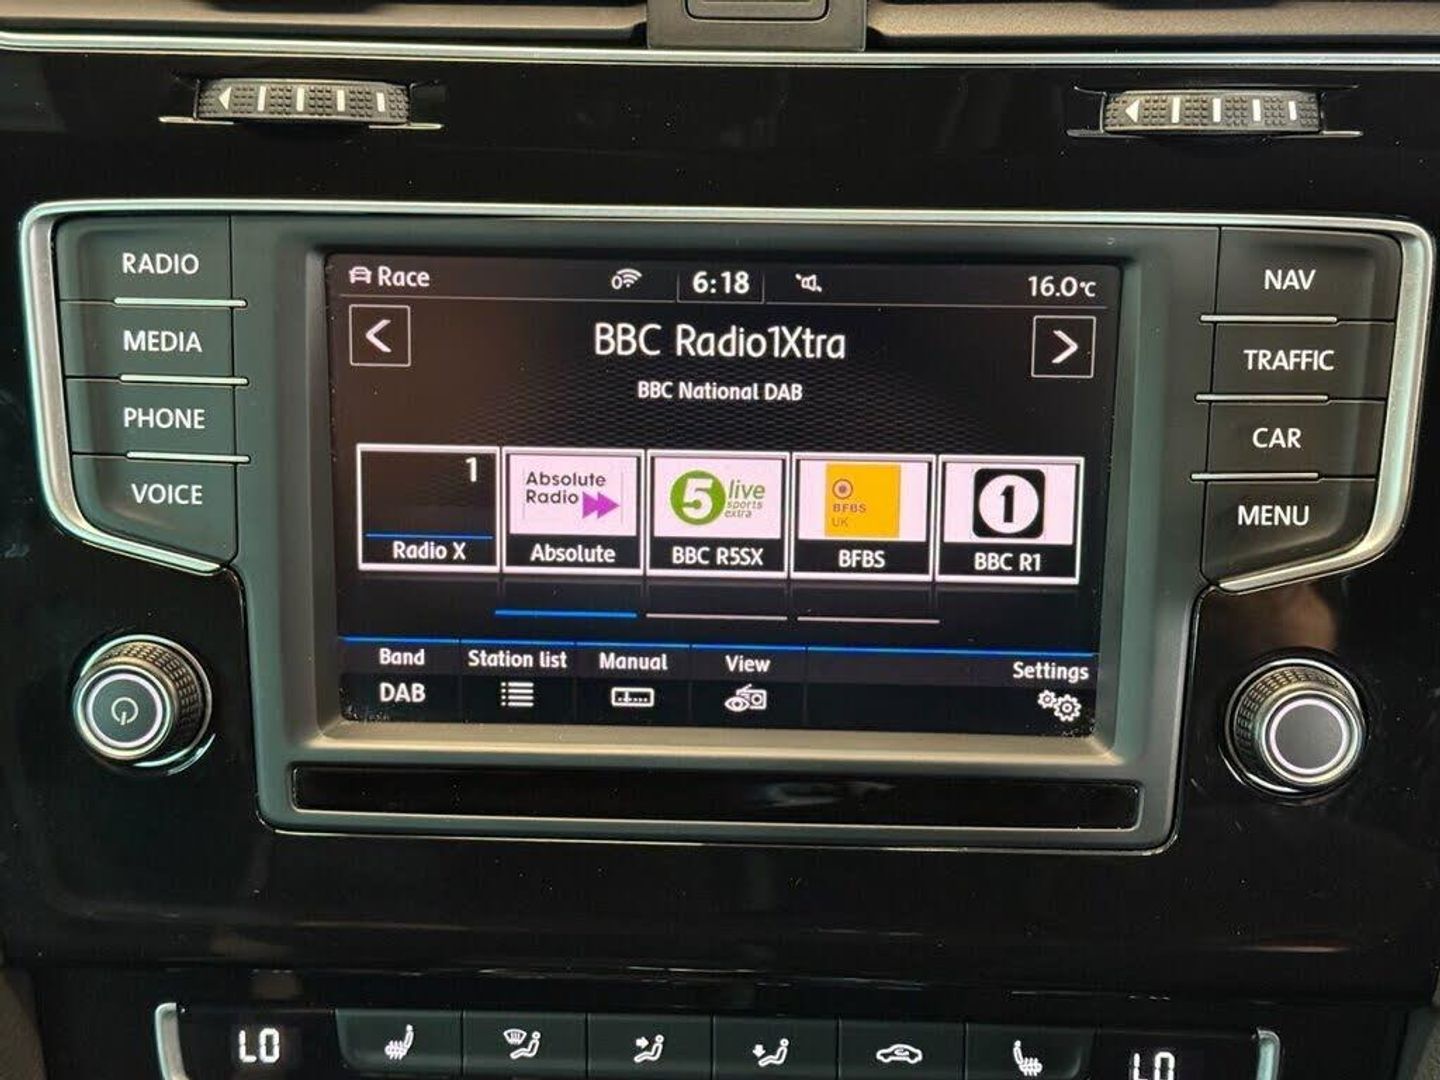 RADIO
MEDIA
PHONE
VOICE
Race
6:18
16.0°C
BBC Radio1Xtra
BBC National DAB
1
Radio X
Absolute
Radio
Absolute
5 live
sports
extra
BBC R5SX
BFBS
UK
BFBS
1
BBC R1
Band
DAB
Station list
Manual
View
Settings
NAV
TRAFFIC
CAR
MENU
LO
LO